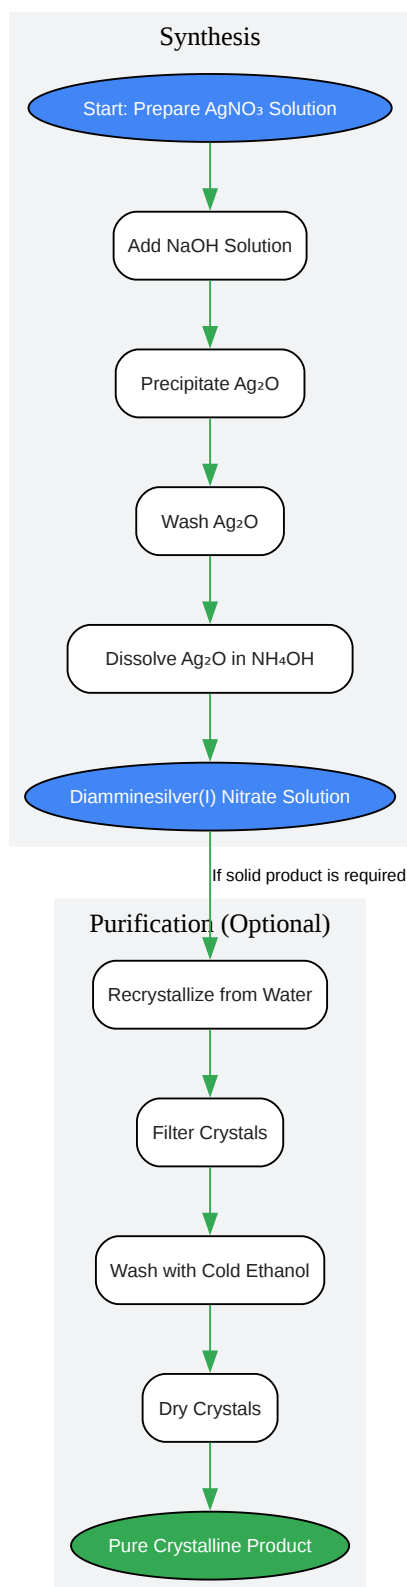 Synthesis
Start: Prepare AgNO₃ Solution
Add NaOH Solution
Precipitate Ag₂O
Wash Ag₂O
Dissolve Ag₂O in NH₄OH
Diamminesilver(I) Nitrate Solution
If solid product is required
Purification (Optional)
Recrystallize from Water
Filter Crystals
Wash with Cold Ethanol
Dry Crystals
Pure Crystalline Product